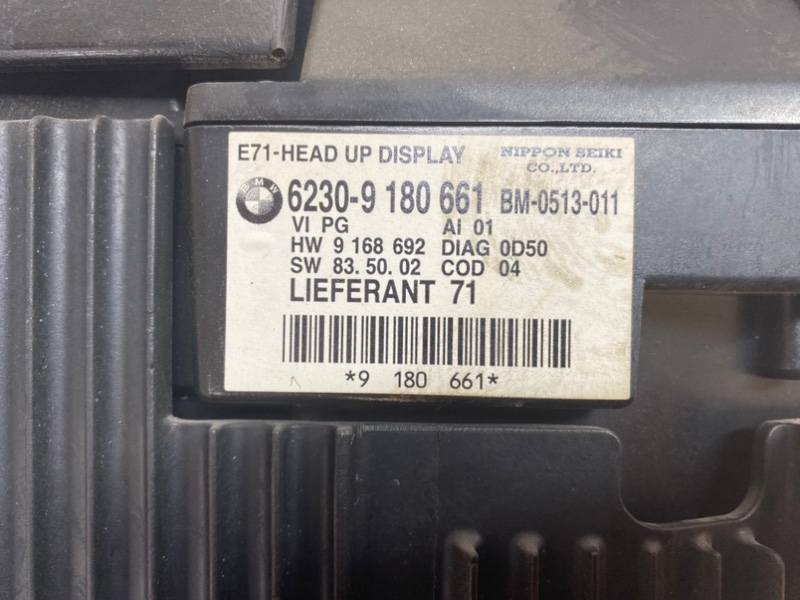 E71-HEAD UP DISPLAY NIPPON SEIKI CO.,LTD.
BMW 6230-9 180 661 BM-0513-011
VI PG AI 01
HW 9 168 692 DIAG 0D50
SW 83.50.02 COD 04
LIEFERANT 71
*9 180 661*